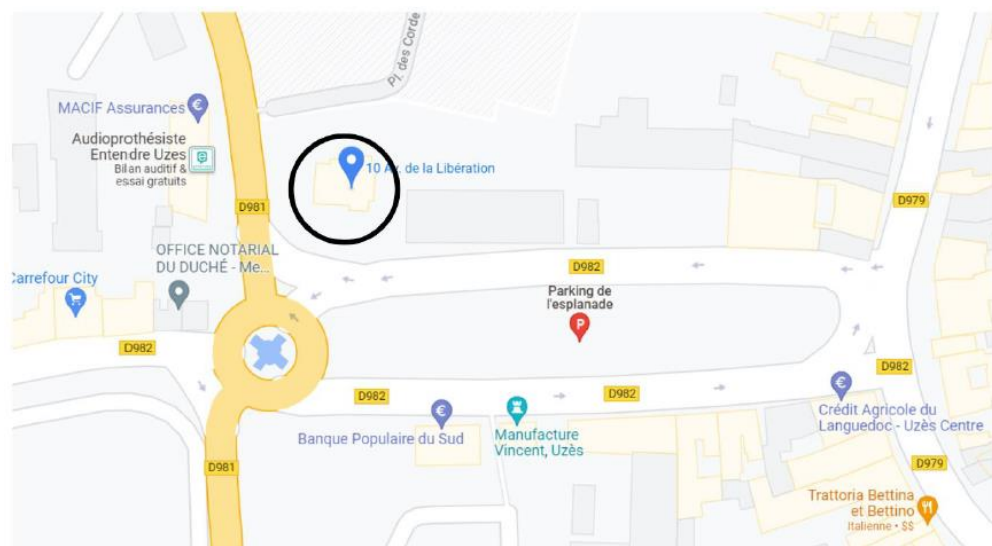 Pl. des Corde
MACIF Assurances
Audioprothésiste
Entendre Uzes
Bilan auditif &
essai gratuits
10 Av. de la Libération
D981
D979
OFFICE NOTARIAL
DU DUCHÉ - Me...
D982
Carrefour City
Parking de
l'esplanade
P
D982
D982
D982
D982
Banque Populaire du Sud
Manufacture
Vincent, Uzès
Crédit Agricole du
Languedoc - Uzès Centre
D981
D979
Trattoria Bettina
et Bettino
Italienne • $$